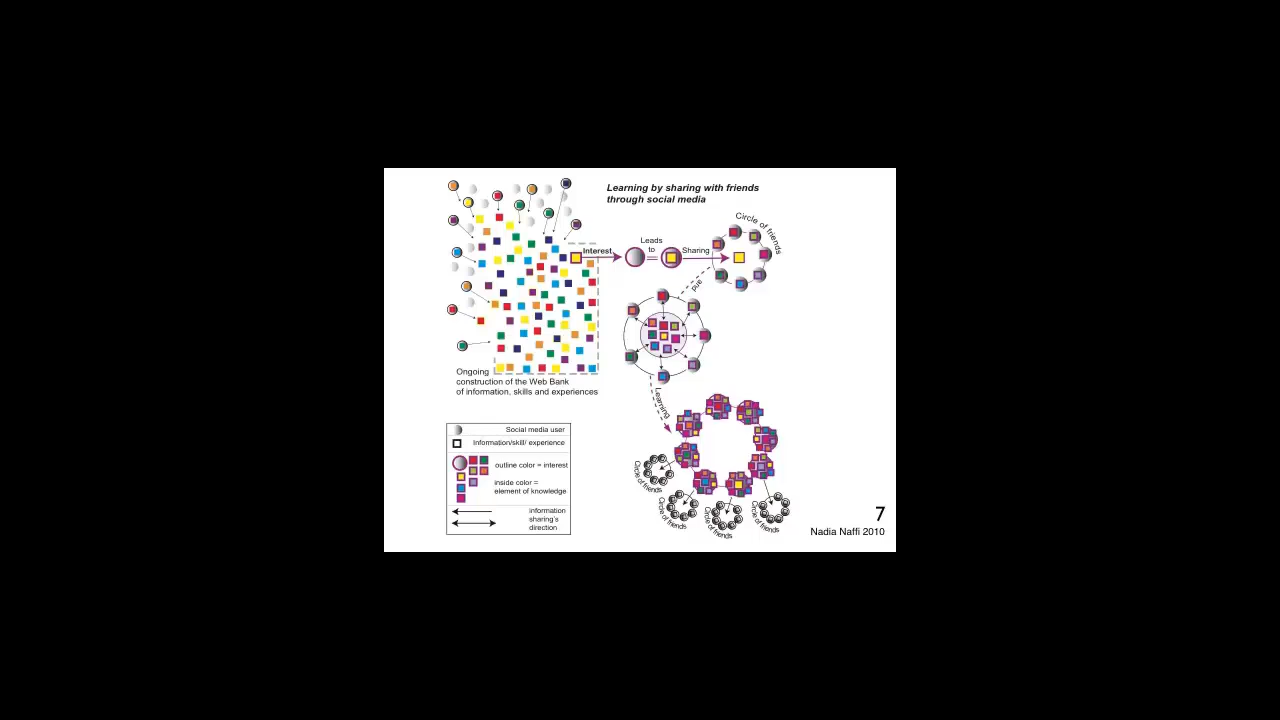 Learning by sharing with friends
through social media
Circle of friends
Interest
Leads
to
Sharing
and
Ongoing
construction of the Web Bank
of information, skills and experiences
Learning
Social media user
Information/skill/ experience
outline color = interest
inside color =
element of knowledge
information
sharing's
direction
Circle of friends
Circle of friends
Circle of friends
Circle of friends
7
Nadia Naffi 2010